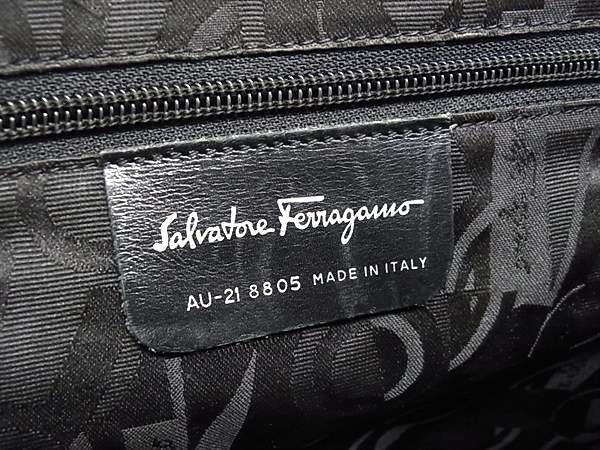 Salvatore Ferragamo
AU-21 8805 MADE IN ITALY